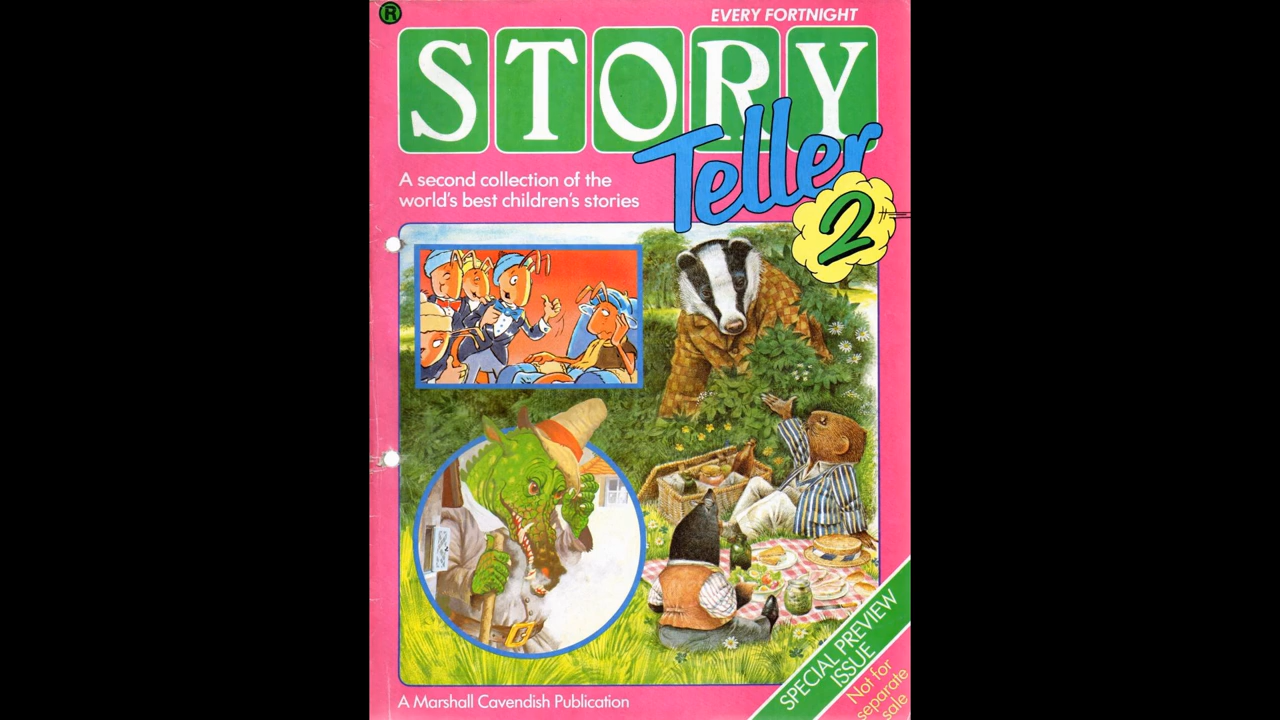 R
EVERY FORTNIGHT
STORY
Teller
2
A second collection of the
world's best children's stories
SPECIAL PREVIEW
ISSUE
Not for
separate
sale
A Marshall Cavendish Publication